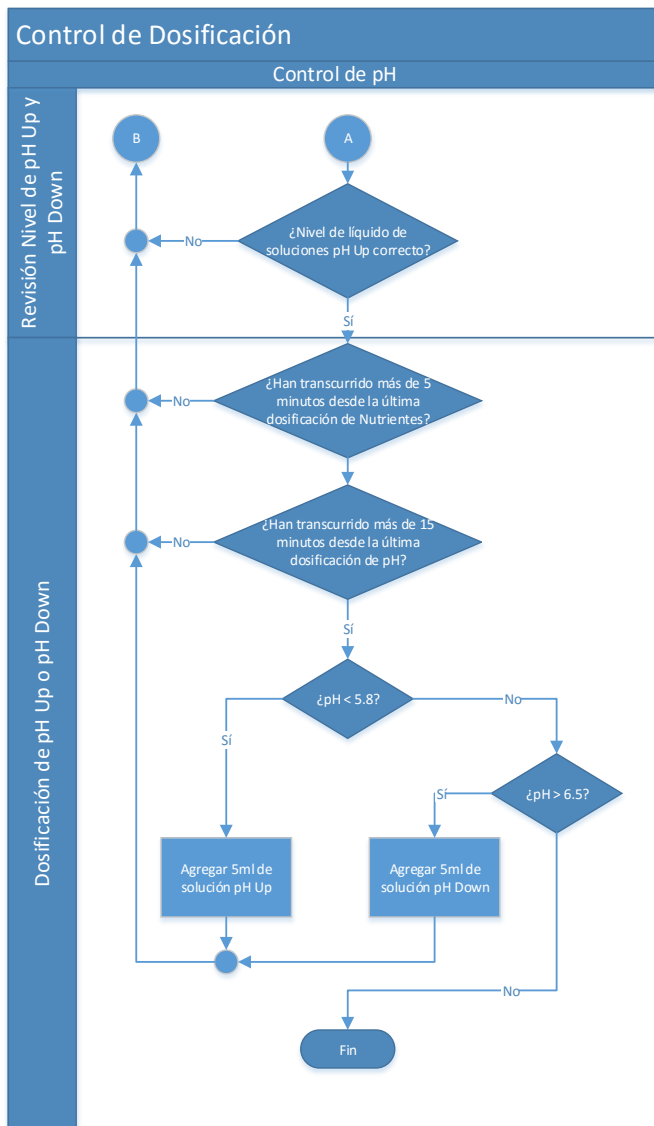 Control de Dosificación
Control de pH
Revisión Nivel de pH Up y
pH Down
B
A
¿Nivel de líquido de
soluciones pH Up correcto?
No
Sí
Dosificación de pH Up o pH Down
¿Han transcurrido más de 5
minutos desde la última
dosificación de Nutrientes?
No
¿Han transcurrido más de 15
minutos desde la última
dosificación de pH?
No
Sí
¿pH < 5.8?
No
Sí
¿pH > 6.5?
Sí
Agregar 5ml de
solución pH Up
Agregar 5ml de
solución pH Down
No
Fin